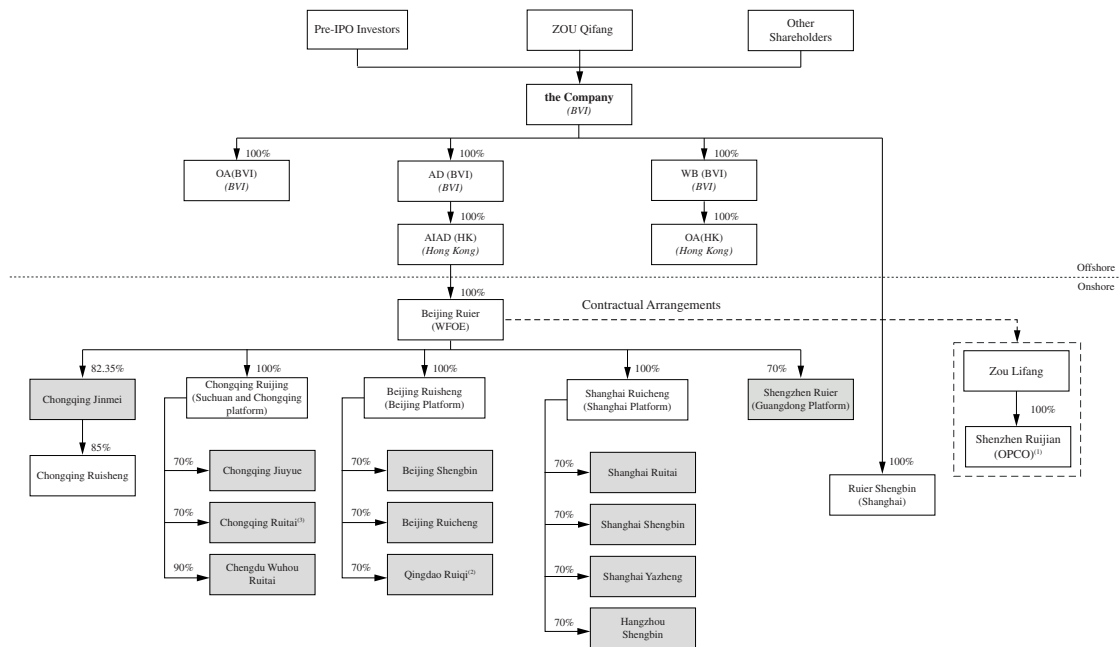 Pre-IPO Investors
ZOU Qifang
Other
Shareholders
the Company
(BVI)
100%
100%
100%
OA(BVI)
(BVI)
AD (BVI)
(BVI)
WB (BVI)
(BVI)
100%
100%
AIAD (HK)
(Hong Kong)
OA(HK)
(Hong Kong)
Offshore
Onshore
100%
Contractual Arrangements
Beijing Ruier
(WFOE)
82.35%
100%
100%
100%
70%
Chongqing Jinmei
Chongqing Ruijing
(Suchuan and Chongqing
platform)
Beijing Ruisheng
(Beijing Platform)
Shanghai Ruicheng
(Shanghai Platform)
Shengzhen Ruier
(Guangdong Platform)
Zou Lifang
100%
85%
Chongqing Ruisheng
70%
Chongqing Jiuyue
70%
Beijing Shengbin
70%
Shanghai Ruitai
100%
Ruier Shengbin
(Shanghai)
Shenzhen Ruijian
(OPCO)(1)
70%
Chongqing Ruitai(3)
70%
Beijing Ruicheng
70%
Shanghai Shengbin
90%
Chengdu Wuhou
Ruitai
70%
Qingdao Ruiqi(2)
70%
Shanghai Yazheng
70%
Hangzhou
Shengbin